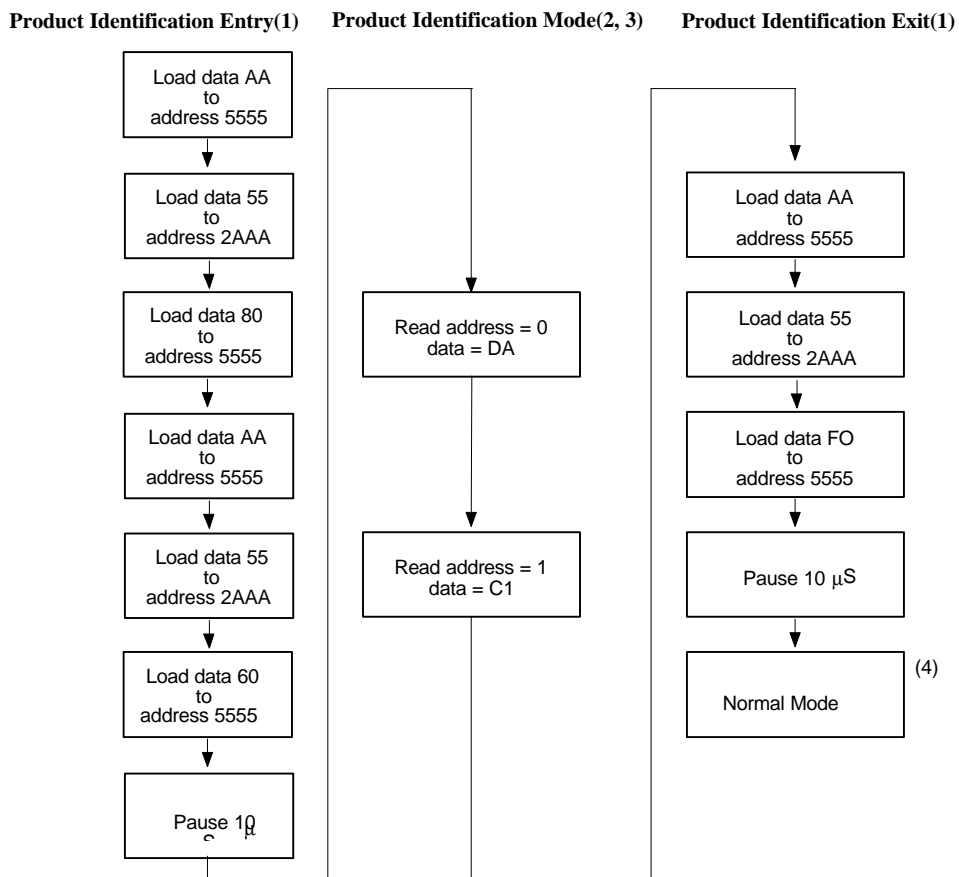 Product Identification Entry(1)
Load data AA
to
address 5555
Load data 55
to
address 2AAA
Load data 80
to
address 5555
Load data AA
to
address 5555
Load data 55
to
address 2AAA
Load data 60
to
address 5555
Pause 10
μ
Product Identification Mode(2, 3)
Read address = 0
data = DA
Read address = 1
data = C1
Product Identification Exit(1)
Load data AA
to
address 5555
Load data 55
to
address 2AAA
Load data FO
to
address 5555
Pause 10 μS
Normal Mode
(4)